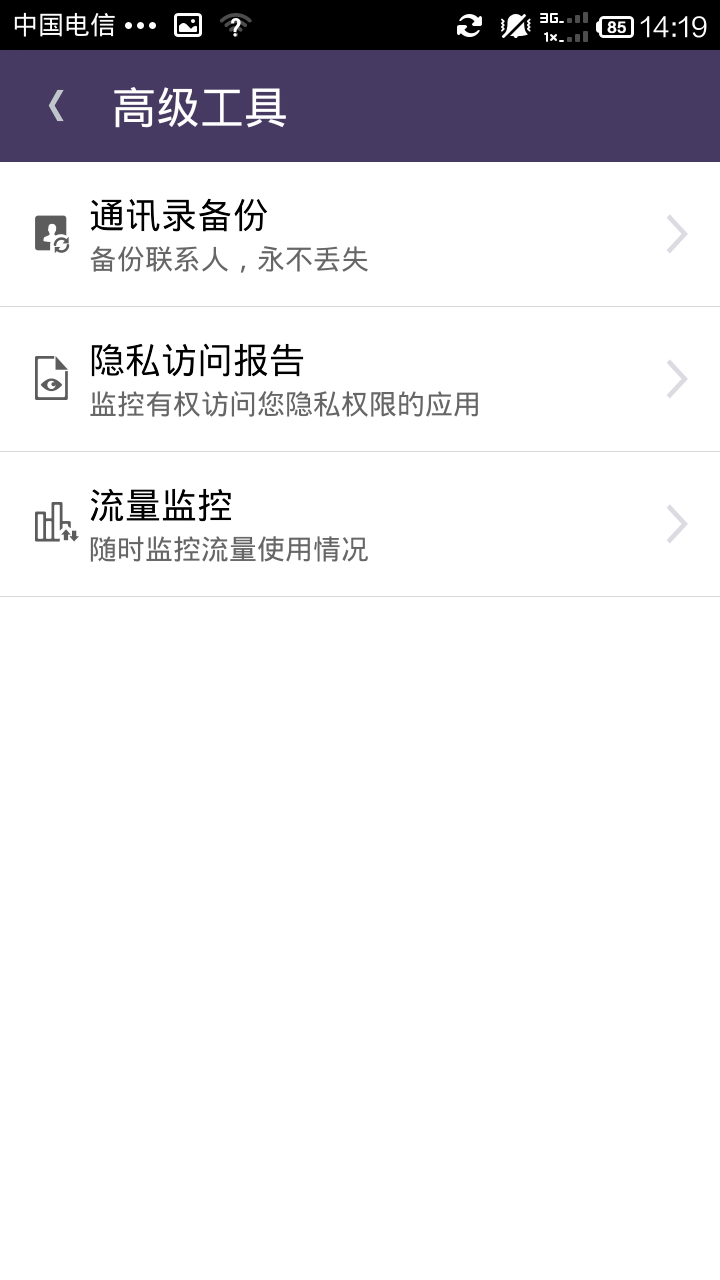 中国电信 ••• 3G 1x 85 14:19
高级工具
通讯录备份
备份联系人，永不丢失
隐私访问报告
监控有权访问您隐私权限的应用
流量监控
随时监控流量使用情况